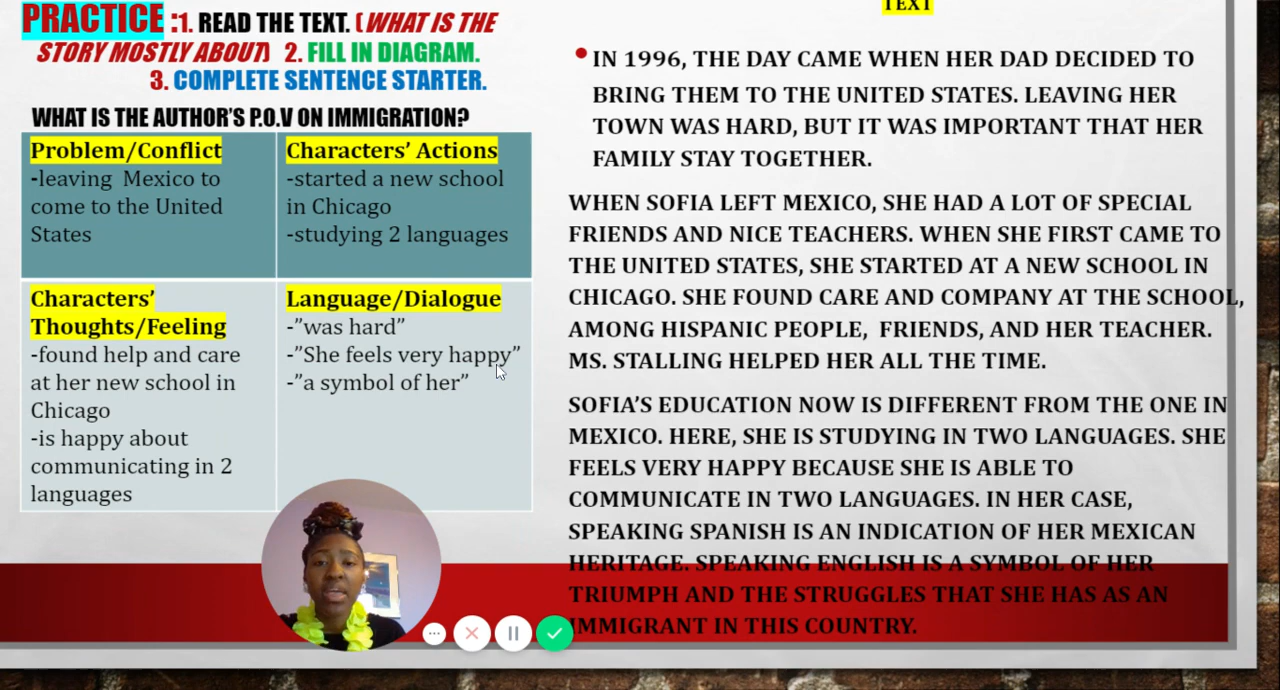 PRACTICE :1. READ THE TEXT. (WHAT IS THE
STORY MOSTLY ABOUT) 2. FILL IN DIAGRAM.
3. COMPLETE SENTENCE STARTER.
WHAT IS THE AUTHOR'S P.O.V ON IMMIGRATION?
Problem/Conflict
-leaving Mexico to
come to the United
States
Characters' Actions
-started a new school
in Chicago
-studying 2 languages
Characters'
Thoughts/Feeling
-found help and care
at her new school in
Chicago
-is happy about
communicating in 2
languages
Language/Dialogue
-"was hard"
-"She feels very happy"
-"a symbol of her"
TEXT
• IN 1996, THE DAY CAME WHEN HER DAD DECIDED TO
BRING THEM TO THE UNITED STATES. LEAVING HER
TOWN WAS HARD, BUT IT WAS IMPORTANT THAT HER
FAMILY STAY TOGETHER.
WHEN SOFIA LEFT MEXICO, SHE HAD A LOT OF SPECIAL
FRIENDS AND NICE TEACHERS. WHEN SHE FIRST CAME TO
THE UNITED STATES, SHE STARTED AT A NEW SCHOOL IN
CHICAGO. SHE FOUND CARE AND COMPANY AT THE SCHOOL,
AMONG HISPANIC PEOPLE, FRIENDS, AND HER TEACHER.
MS. STALLING HELPED HER ALL THE TIME.
SOFIA'S EDUCATION NOW IS DIFFERENT FROM THE ONE IN
MEXICO. HERE, SHE IS STUDYING IN TWO LANGUAGES. SHE
FEELS VERY HAPPY BECAUSE SHE IS ABLE TO
COMMUNICATE IN TWO LANGUAGES. IN HER CASE,
SPEAKING SPANISH IS AN INDICATION OF HER MEXICAN
HERITAGE. SPEAKING ENGLISH IS A SYMBOL OF HER
TRIUMPH AND THE STRUGGLES THAT SHE HAS AS AN
IMMIGRANT IN THIS COUNTRY.